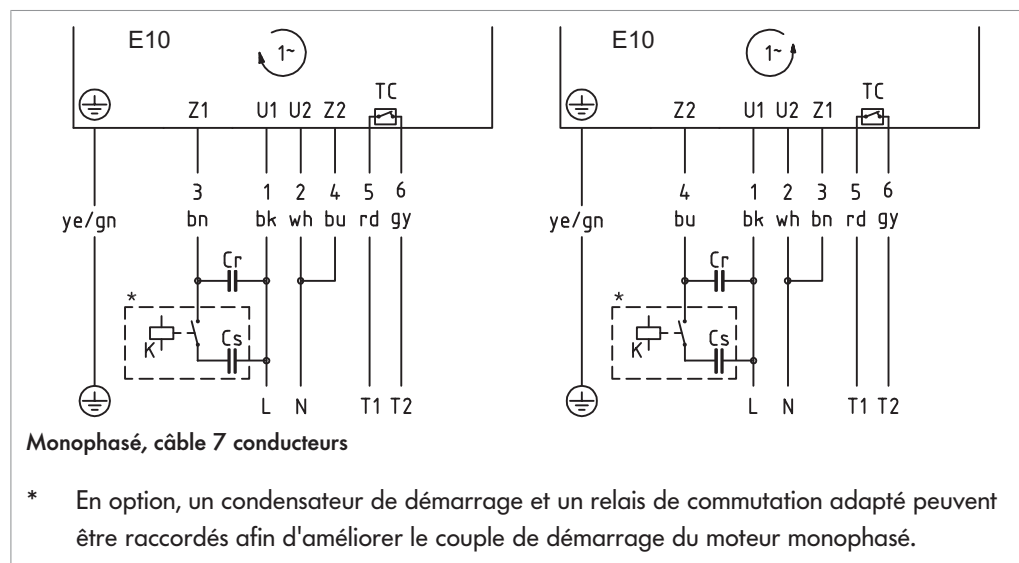 E10
1~
TC
Z1 U1 U2 Z2
3 1 2 4 5 6
ye/gn bn bk wh bu rd gy
Cr
*
K Cs
L N T1 T2
E10
1~
TC
Z2 U1 U2 Z1
4 1 2 3 5 6
ye/gn bu bk wh bn rd gy
Cr
*
K Cs
L N T1 T2
Monophasé, câble 7 conducteurs
* En option, un condensateur de démarrage et un relais de commutation adapté peuvent
être raccordés afin d'améliorer le couple de démarrage du moteur monophasé.